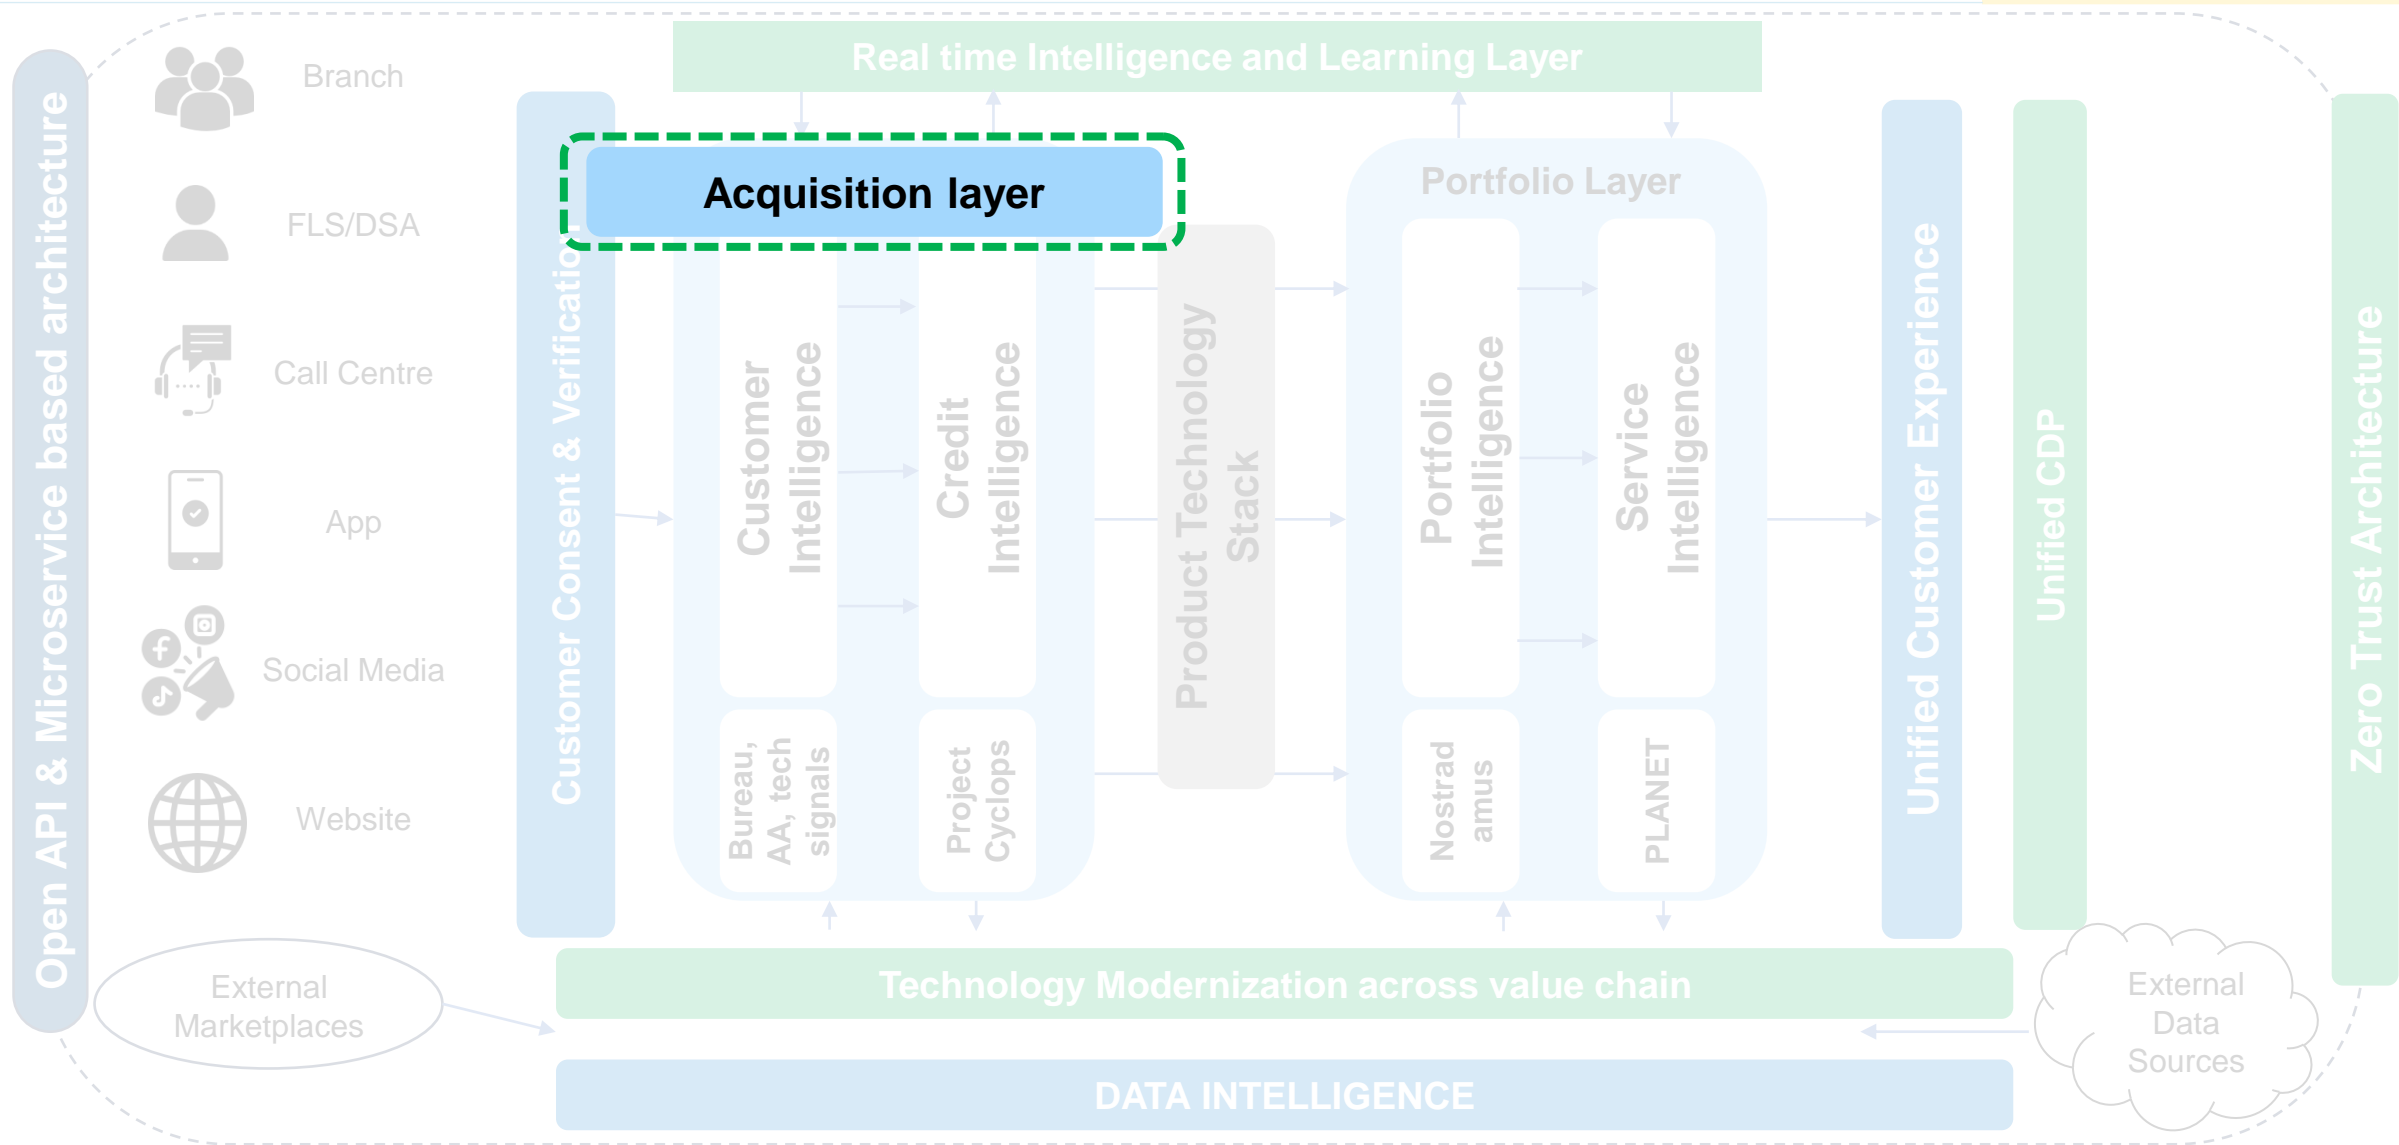 Real time Intelligence and Learning Layer
Open API & Microservice based architecture
Branch
FLS/DSA
Call Centre
App
Social Media
Website
External
Marketplaces
Customer Consent & Verification
Acquisition layer
Customer
Intelligence
Credit
Intelligence
Bureau,
AA, tech
signals
Project
Cyclops
Product Technology
Stack
Portfolio Layer
Portfolio
Intelligence
Service
Intelligence
Nostrad
amus
PLANET
Unified Customer Experience
Unified CDP
Zero Trust Architecture
Technology Modernization across value chain
External
Data
Sources
DATA INTELLIGENCE